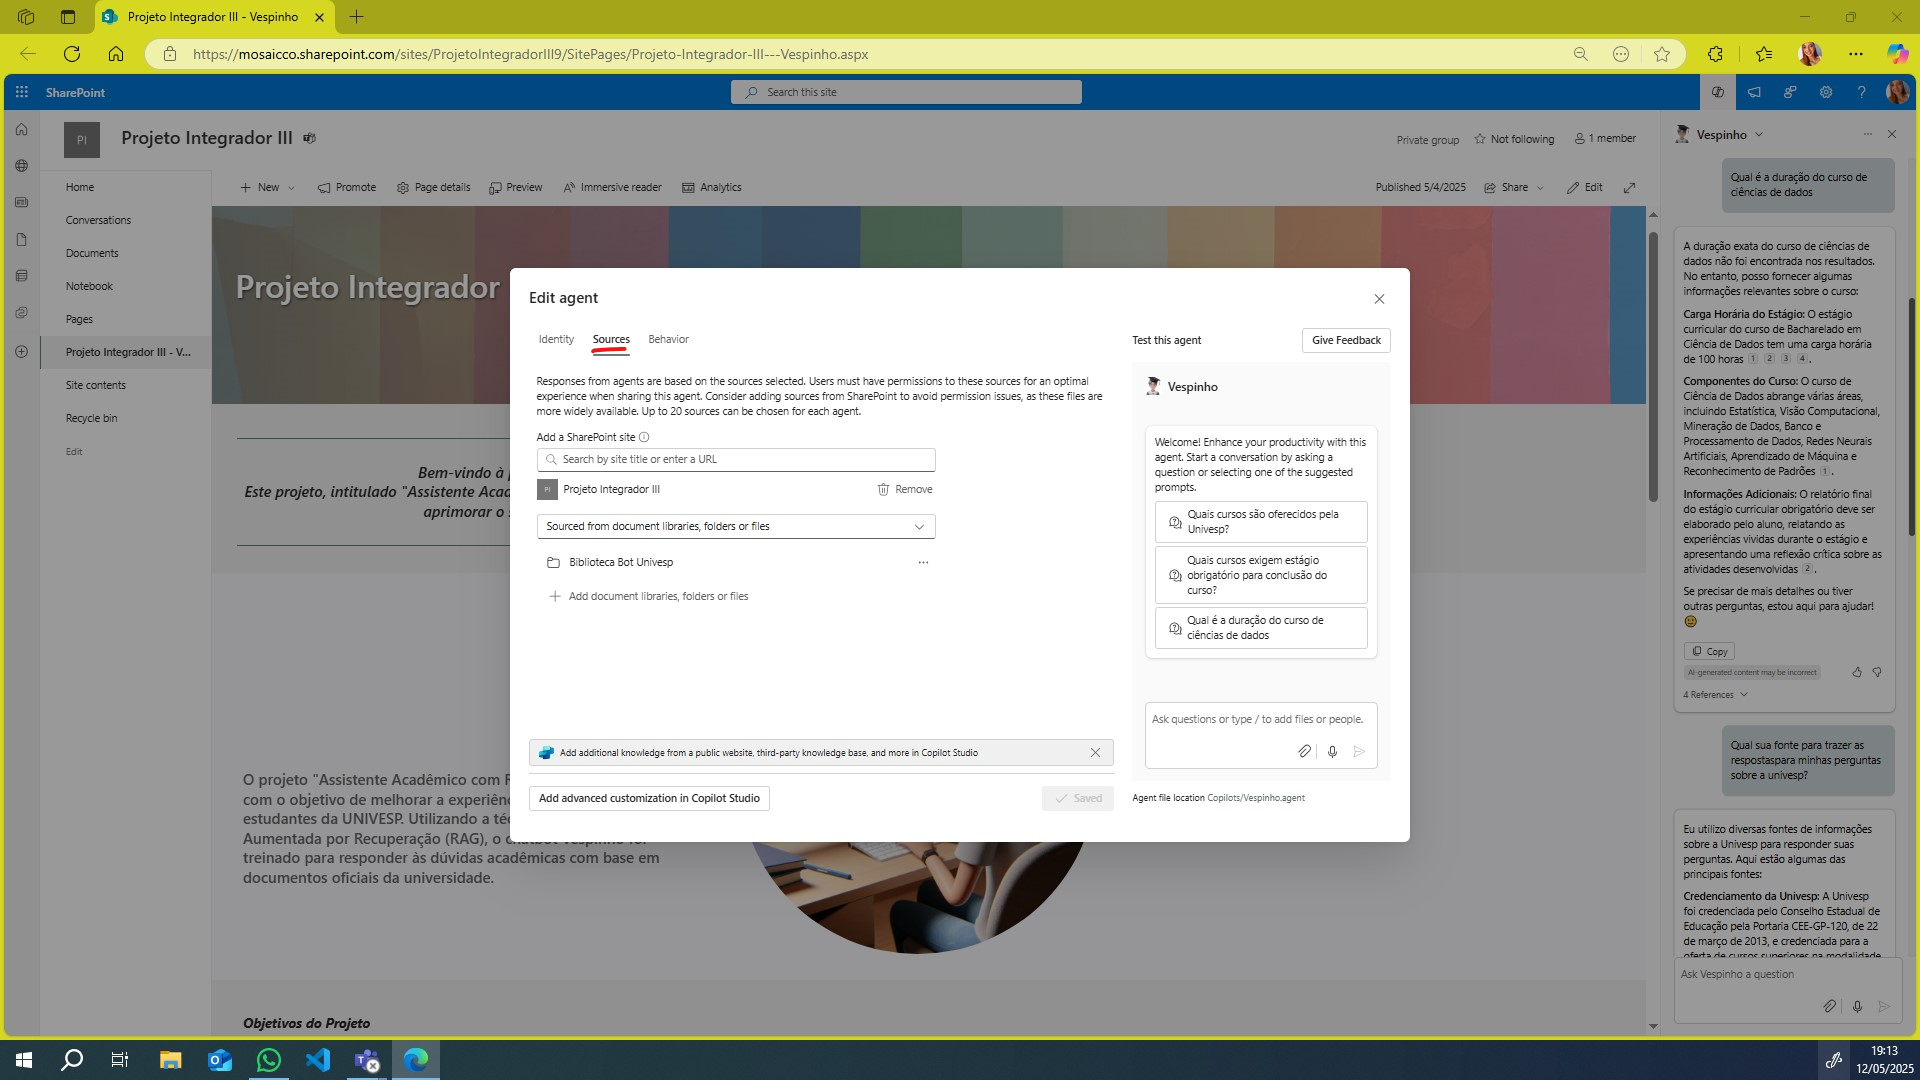 Projeto Integrador III - Vespinho
https://mosaicco.sharepoint.com/sites/ProjetoIntegradorIII9/SitePages/Projeto-Integrador-III---Vespinho.aspx
SharePoint
Search this site
PI
Projeto Integrador III
Private group
Not following
1 member
New
Promote
Page details
Preview
Immersive reader
Analytics
Published 5/4/2025
Share
Edit
Home
Conversations
Documents
Notebook
Pages
Projeto Integrador III - V...
Site contents
Recycle bin
Edit
Projeto Integrador
Bem-vindo à
Este projeto, intitulado "Assistente Aca
aprimorar o
O projeto "Assistente Acadêmico com
com o objetivo de melhorar a experiên
estudantes da UNIVESP. Utilizando a
Aumentada por Recuperação (RAG), o
treinado para responder às dúvidas acadêmicas com base em
documentos oficiais da universidade.
Objetivos do Projeto
Edit agent
Identity
Sources
Behavior
Responses from agents are based on the sources selected. Users must have permissions to these sources for an optimal
experience when sharing this agent. Consider adding sources from SharePoint to avoid permission issues, as these files are
more widely available. Up to 20 sources can be chosen for each agent.
Add a SharePoint site
Search by site title or enter a URL
PI
Projeto Integrador III
Remove
Sourced from document libraries, folders or files
Biblioteca Bot Univesp
Add document libraries, folders or files
Add additional knowledge from a public website, third-party knowledge base, and more in Copilot Studio
Add advanced customization in Copilot Studio
Saved
Test this agent
Give Feedback
Vespinho
Welcome! Enhance your productivity with this
agent. Start a conversation by asking a
question or selecting one of the suggested
prompts.
Quais cursos são oferecidos pela
Univesp?
Quais cursos exigem estágio
obrigatório para conclusão do
curso?
Qual é a duração do curso de
ciências de dados
Ask questions or type / to add files or people.
Agent file location Copilots/Vespinho.agent
Vespinho
Qual é a duração do curso de
ciências de dados
A duração exata do curso de ciências de
dados não foi encontrada nos resultados.
No entanto, posso fornecer algumas
informações relevantes sobre o curso:
Carga Horária do Estágio: O estágio
curricular do curso de Bacharelado em
Ciência de Dados tem uma carga horária
de 100 horas 1 2 3 4 .
Componentes do Curso: O curso de
Ciência de Dados abrange várias áreas,
incluindo Estatística, Visão Computacional,
Mineração de Dados, Banco e
Processamento de Dados, Redes Neurais
Artificiais, Aprendizado de Máquina e
Reconhecimento de Padrões 1 .
Informações Adicionais: O relatório final
do estágio curricular obrigatório deve ser
elaborado pelo aluno, relatando as
experiências vividas durante o estágio e
apresentando uma reflexão crítica sobre as
atividades desenvolvidas 2 .
Se precisar de mais detalhes ou tiver
outras perguntas, estou aqui para ajudar!
Copy
AI-generated content may be incorrect
4 References
Qual sua fonte para trazer as
respostaspara minhas perguntas
sobre a univesp?
Eu utilizo diversas fontes de informações
sobre a Univesp para responder suas
perguntas. Aqui estão algumas das
principais fontes:
Credenciamento da Univesp: A Univesp
foi credenciada pelo Conselho Estadual de
Educação pela Portaria CEE-GP-120, de 22
de março de 2013, e credenciada para a
oferta de cursos superiores na modalidade
Ask Vespinho a question
19:13
12/05/2025